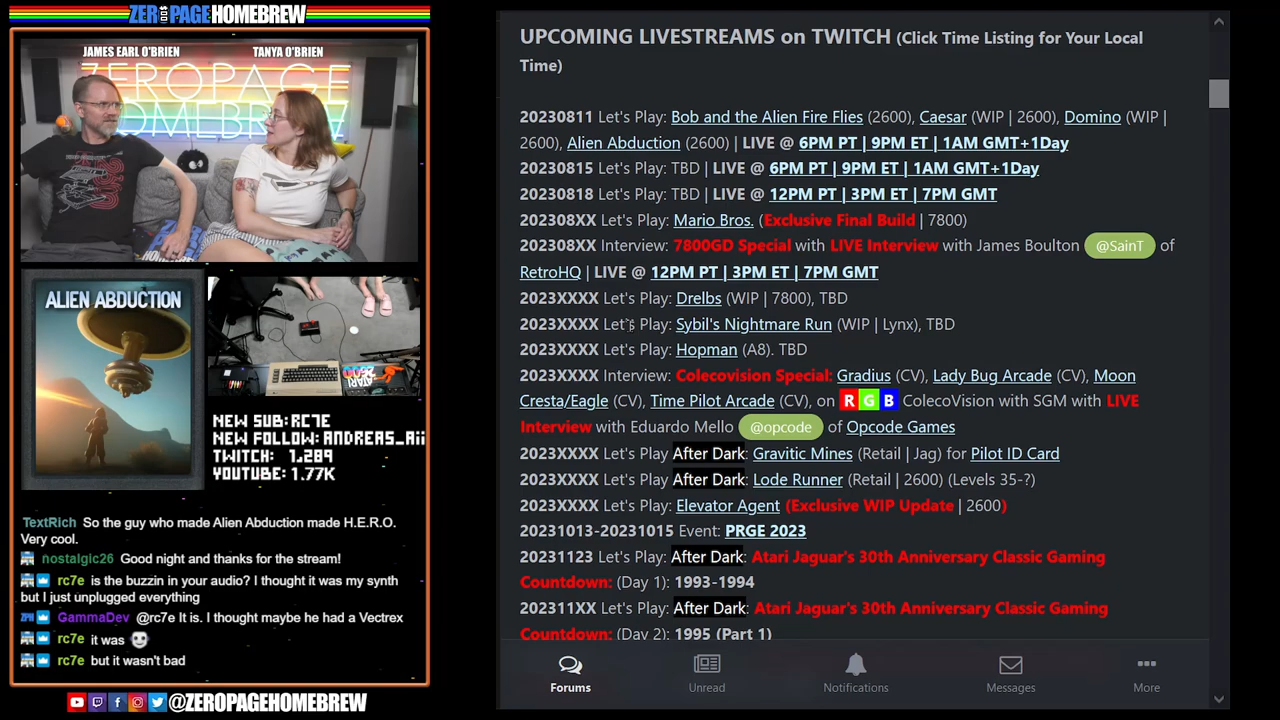 ZEROPAGEHOMEBREW
JAMES EARL O'BRIEN
TANYA O'BRIEN
ZEROPAGE
HOMEBREW
ALIEN ABDUCTION
NEW SUB:RC7E
NEW FOLLOW:ANDREAS_AII
TWITCH: 1,289
YOUTUBE: 1.77K
TextRich So the guy who made Alien Abduction made H.E.R.O.
Very cool.
nostalgic26 Good night and thanks for the stream!
rc7e is the buzzin in your audio? I thought it was my synth
but I just unplugged everything
GammaDev @rc7e It is. I thought maybe he had a Vectrex
rc7e it was
rc7e but it wasn't bad
@ZEROPAGEHOMEBREW
UPCOMING LIVESTREAMS on TWITCH (Click Time Listing for Your Local
Time)
20230811 Let's Play: Bob and the Alien Fire Flies (2600), Caesar (WIP | 2600), Domino (WIP |
2600), Alien Abduction (2600) | LIVE @ 6PM PT | 9PM ET | 1AM GMT+1Day
20230815 Let's Play: TBD | LIVE @ 6PM PT | 9PM ET | 1AM GMT+1Day
20230818 Let's Play: TBD | LIVE @ 12PM PT | 3PM ET | 7PM GMT
202308XX Let's Play: Mario Bros. (Exclusive Final Build | 7800)
202308XX Interview: 7800GD Special with LIVE Interview with James Boulton @SainT of
RetroHQ | LIVE @ 12PM PT | 3PM ET | 7PM GMT
2023XXXX Let's Play: Drelbs (WIP | 7800), TBD
2023XXXX Let's Play: Sybil's Nightmare Run (WIP | Lynx), TBD
2023XXXX Let's Play: Hopman (A8). TBD
2023XXXX Interview: Colecovision Special: Gradius (CV), Lady Bug Arcade (CV), Moon
Cresta/Eagle (CV), Time Pilot Arcade (CV), on R G B ColecoVision with SGM with LIVE
Interview with Eduardo Mello @opcode of Opcode Games
2023XXXX Let's Play After Dark: Gravitic Mines (Retail | Jag) for Pilot ID Card
2023XXXX Let's Play After Dark: Lode Runner (Retail | 2600) (Levels 35-?)
2023XXXX Let's Play: Elevator Agent (Exclusive WIP Update | 2600)
20231013-20231015 Event: PRGE 2023
20231123 Let's Play: After Dark: Atari Jaguar's 30th Anniversary Classic Gaming
Countdown: (Day 1): 1993-1994
202311XX Let's Play: After Dark: Atari Jaguar's 30th Anniversary Classic Gaming
Countdown: (Day 2): 1995 (Part 1)
Forums
Unread
Notifications
Messages
More